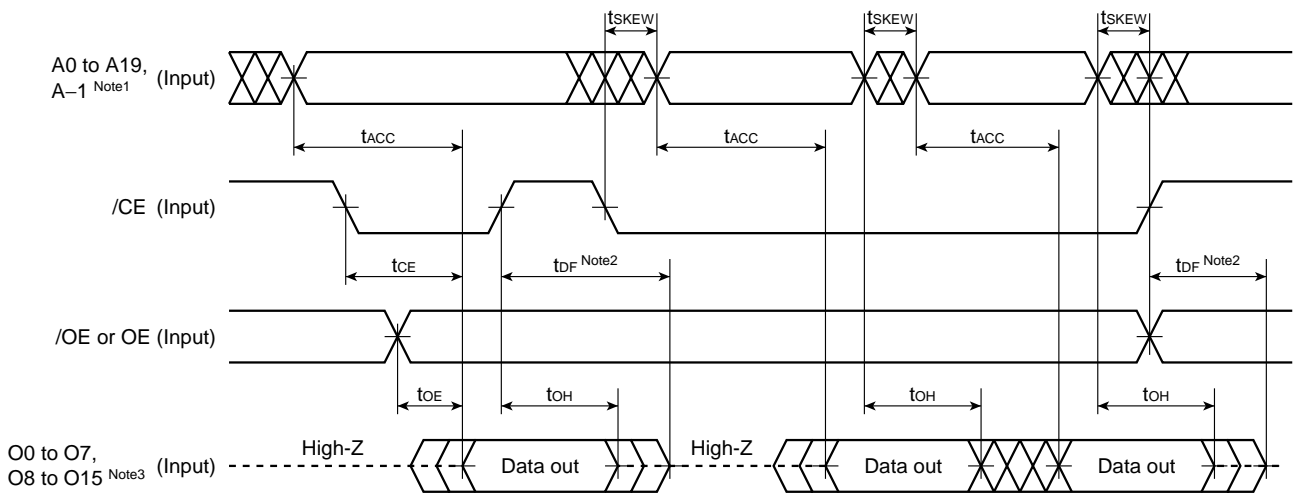 tSKEW tSKEW tSKEW
A0 to A19,
A−1 Note1 (Input)
tACC tACC tACC
/CE (Input)
tCE tDF Note2 tDF Note2
/OE or OE (Input)
tOE tOH tOH tOH
O0 to O7,
O8 to O15 Note3 (Input)
High-Z Data out High-Z Data out Data out